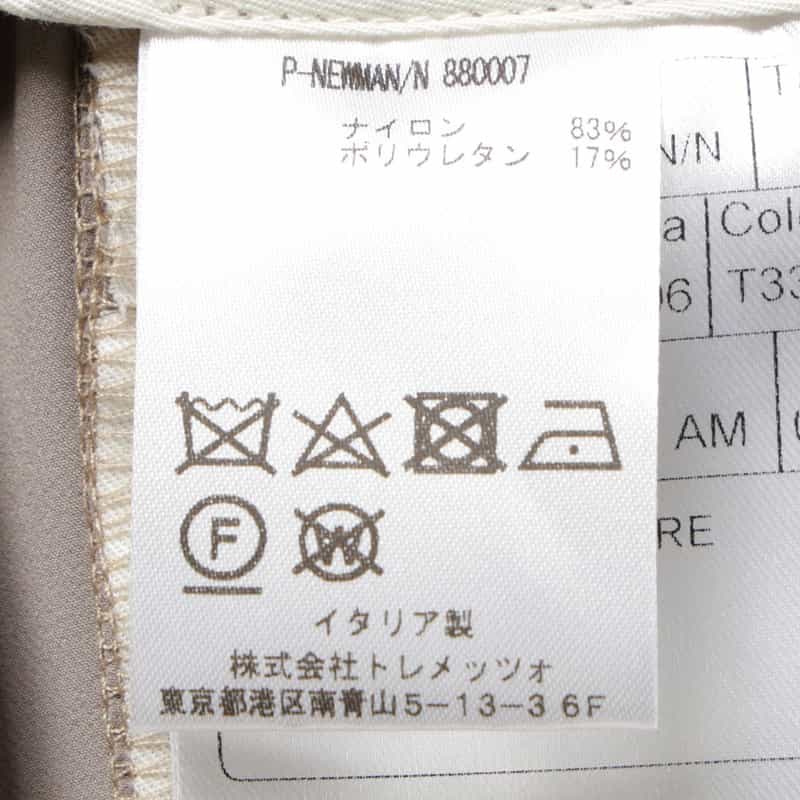 P-NEWMAN/N 880007
ナイロン 83%
ポリウレタン 17%
F
W
イタリア製
株式会社トレメッツォ
東京都港区南青山5-13-3 6F
T
N/N
a Col
06 T33
AM
RE